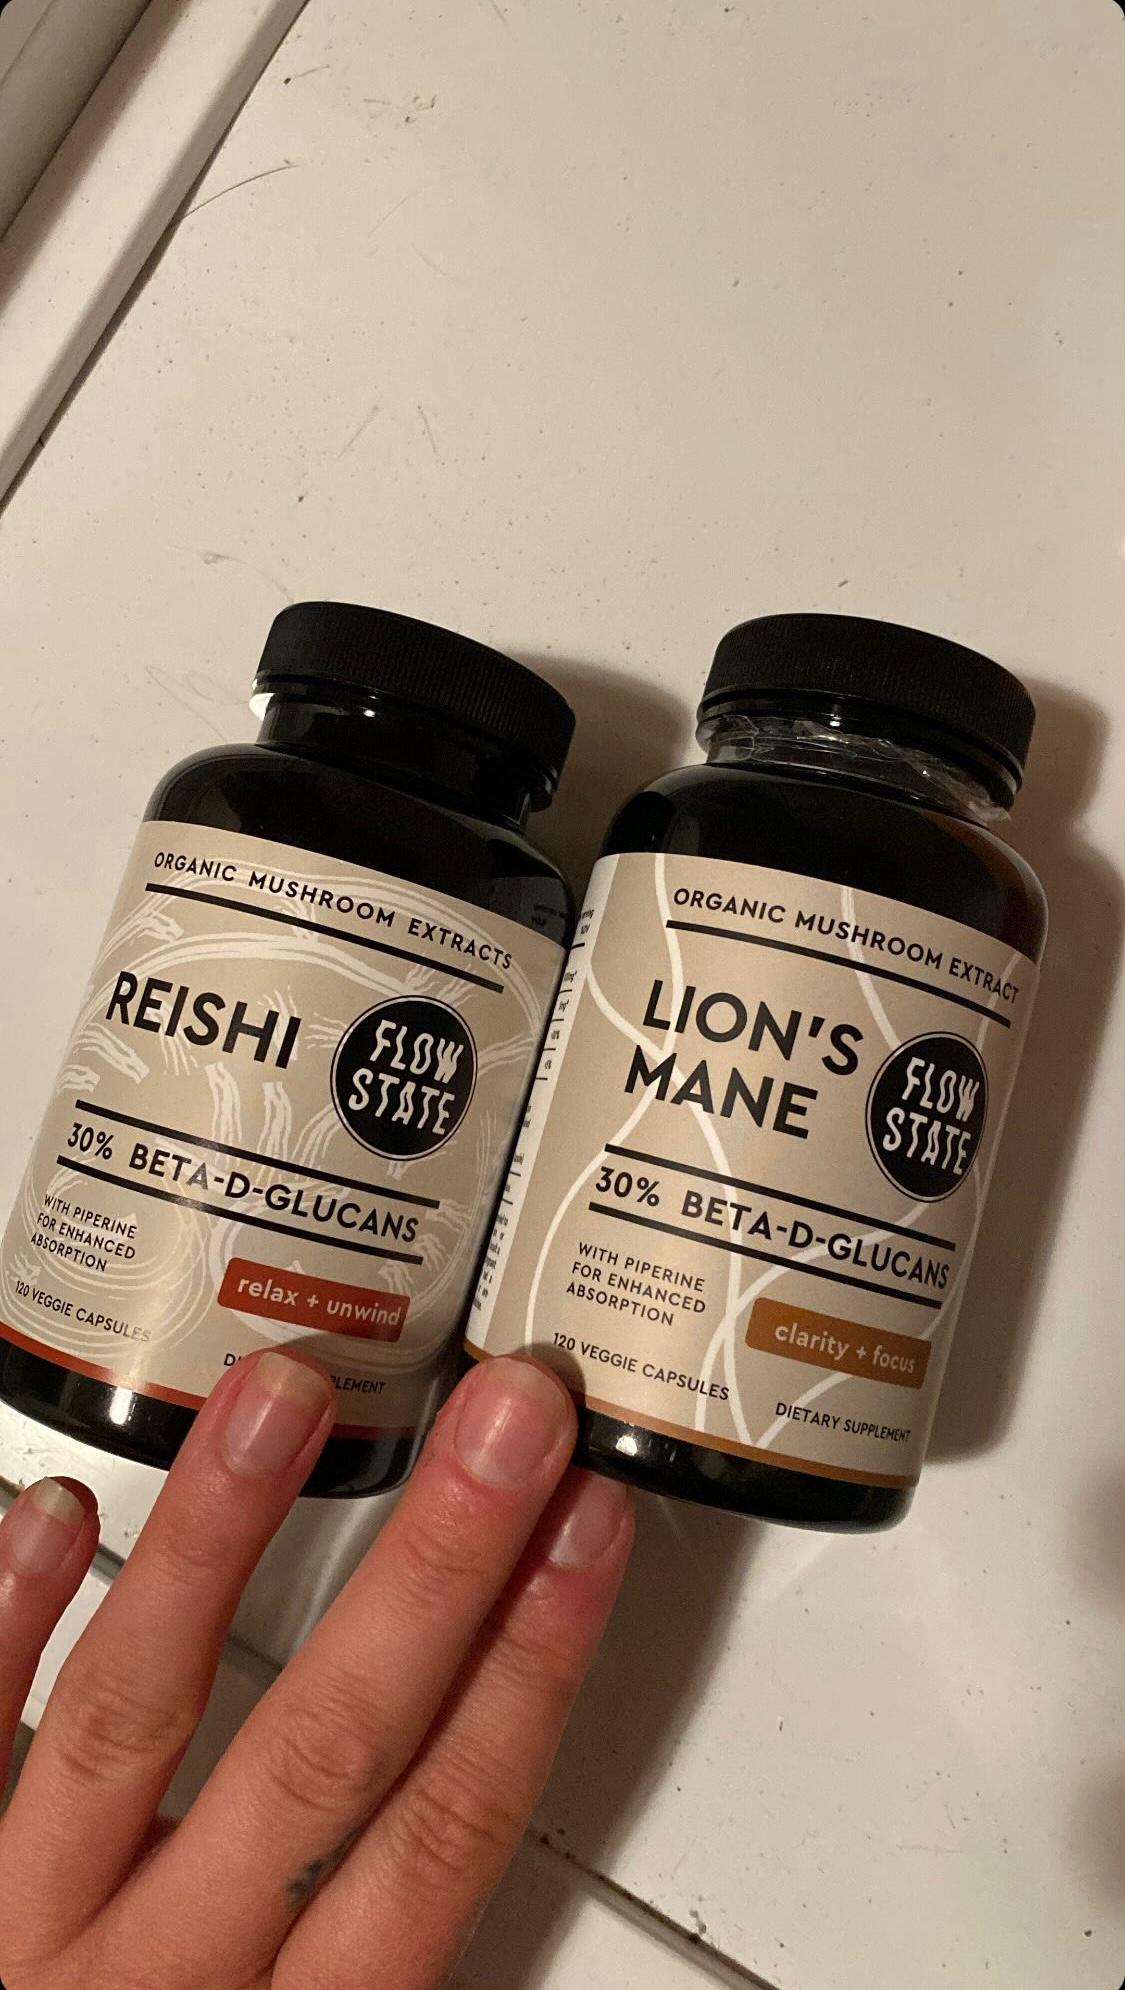 ORGANIC MUSHROOM EXTRACTS
REISHI
FLOW
STATE
30% BETA-D-GLUCANS
WITH PIPERINE
FOR ENHANCED
ABSORPTION
relax + unwind
120 VEGGIE CAPSULES
ORGANIC MUSHROOM EXTRACT
LION'S
MANE
FLOW
STATE
30% BETA-D-GLUCANS
WITH PIPERINE
FOR ENHANCED
ABSORPTION
clarity + focus
120 VEGGIE CAPSULES
DIETARY SUPPLEMENT